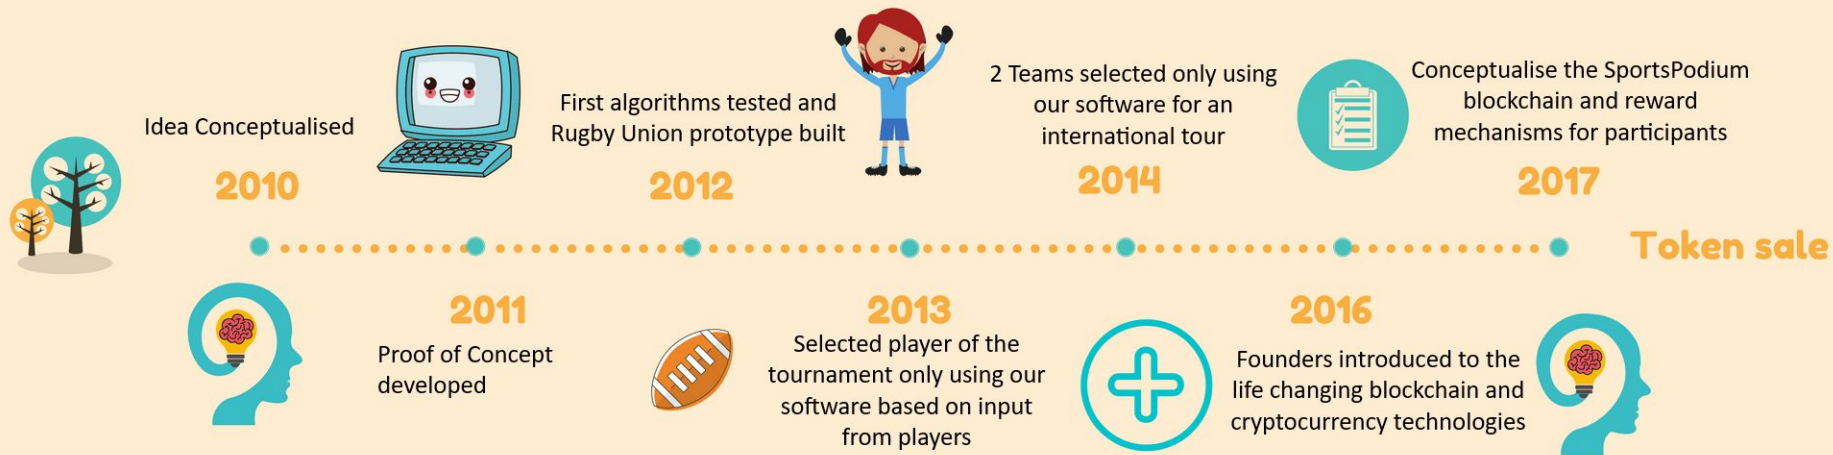 Idea Conceptualised
2010
2011
Proof of Concept
developed
First algorithms tested and
Rugby Union prototype built
2012
2013
Selected player of the
tournament only using our
software based on input
from players
2 Teams selected only using
our software for an
international tour
2014
2016
Founders introduced to the
life changing blockchain and
cryptocurrency technologies
Conceptualise the SportsPodium
blockchain and reward
mechanisms for participants
2017
Token sale